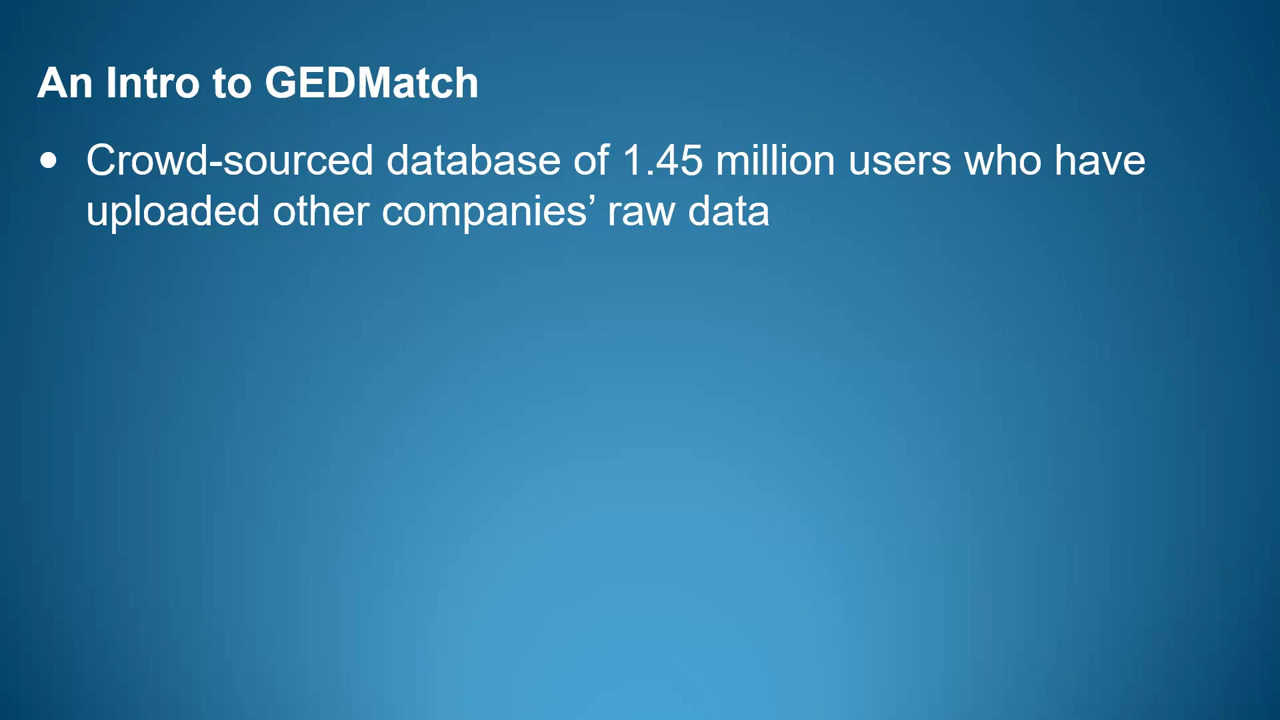 An Intro to GEDMatch
● Crowd-sourced database of 1.45 million users who have
uploaded other companies’ raw data